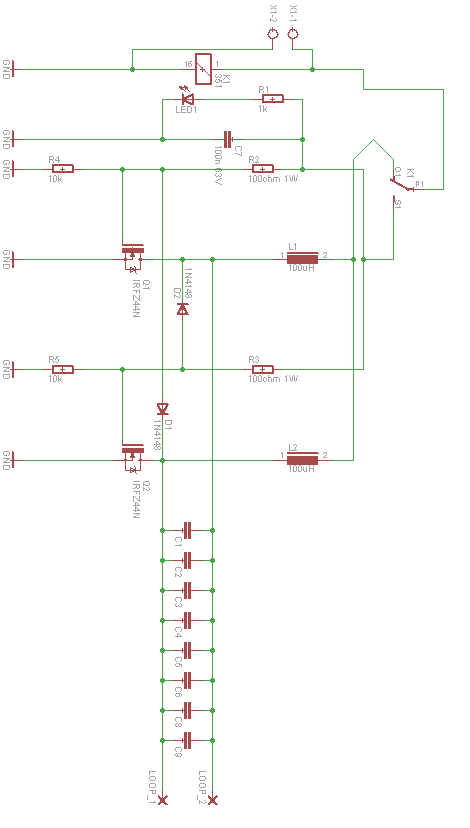 X1-2
X1-1
GND
16
1
K1
351
LED1
R1
1k
GND
C7
100n 63V
GND
R4
10k
R2
100ohm 1W
K1
O1
P1
S1
GND
Q1
IRFZ44N
1N4148
D2
L1
1
2
100uH
GND
R5
10k
R3
100ohm 1W
D1
1N4148
GND
Q2
IRFZ44N
L2
1
2
100uH
C1
C2
C3
C4
C5
C6
C8
C9
LOOP_1
LOOP_2